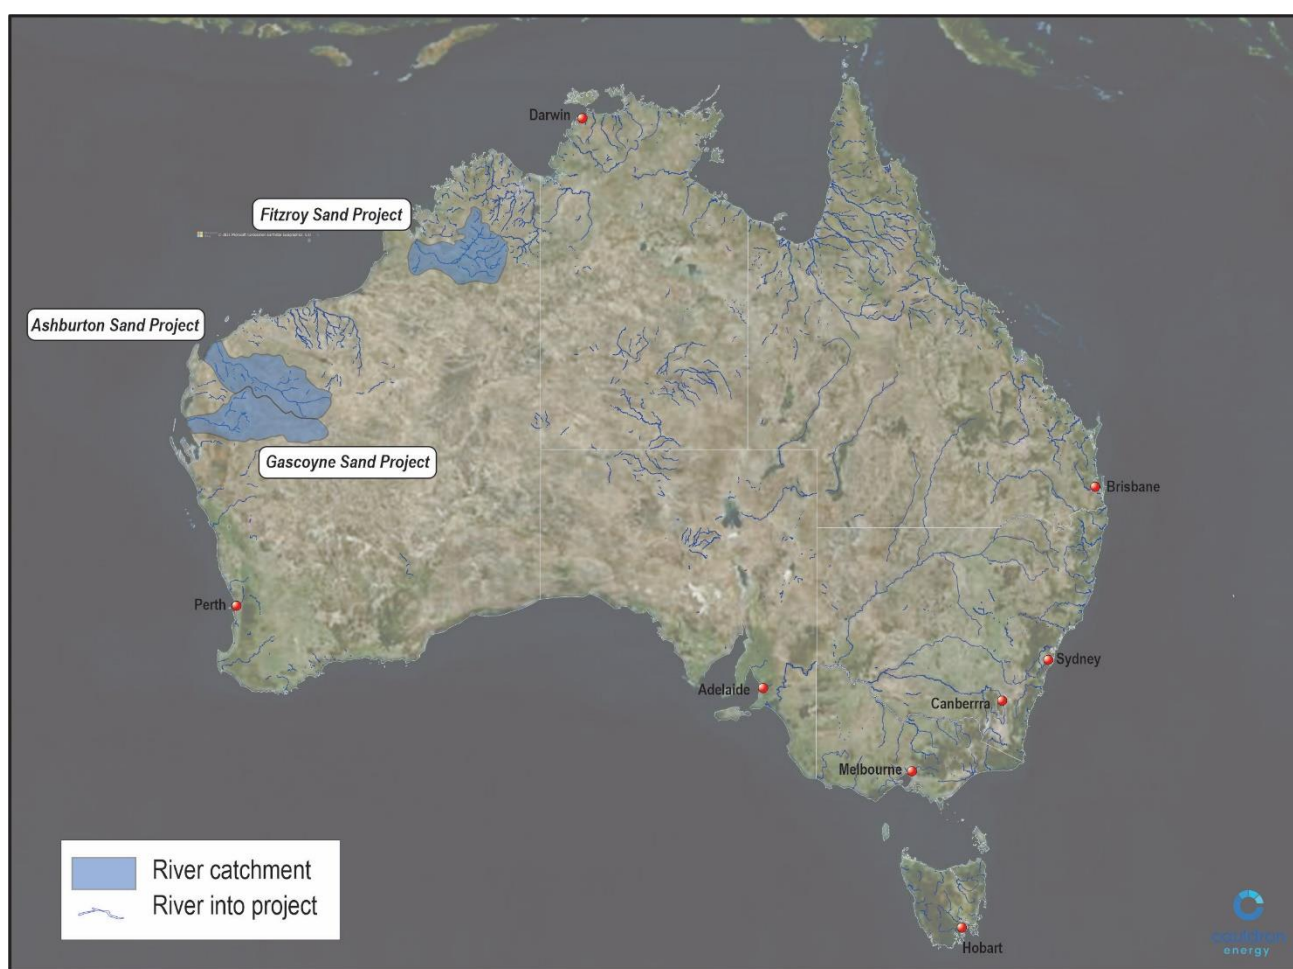 Darwin
Fitzroy Sand Project
Ashburton Sand Project
Gascoyne Sand Project
Brisbane
Perth
Sydney
Adelaide
Canberrra
Melbourne
River catchment
River into project
Hobart
cauldron
energy